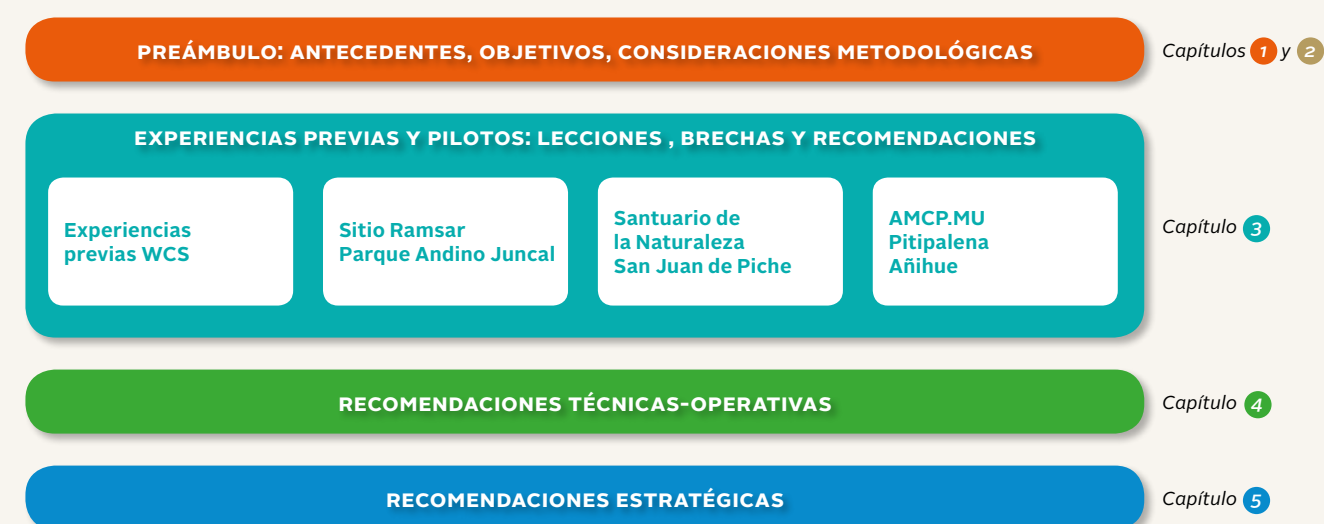 PREÁMBULO: ANTECEDENTES, OBJETIVOS, CONSIDERACIONES METODOLÓGICAS
Capítulos 1 y 2
EXPERIENCIAS PREVIAS Y PILOTOS: LECCIONES , BRECHAS Y RECOMENDACIONES
Experiencias
previas WCS
Sitio Ramsar
Parque Andino Juncal
Santuario de
la Naturaleza
San Juan de Piche
AMCP.MU
Pitipalena
Añihue
Capítulo 3
RECOMENDACIONES TÉCNICAS-OPERATIVAS
Capítulo 4
RECOMENDACIONES ESTRATÉGICAS
Capítulo 5